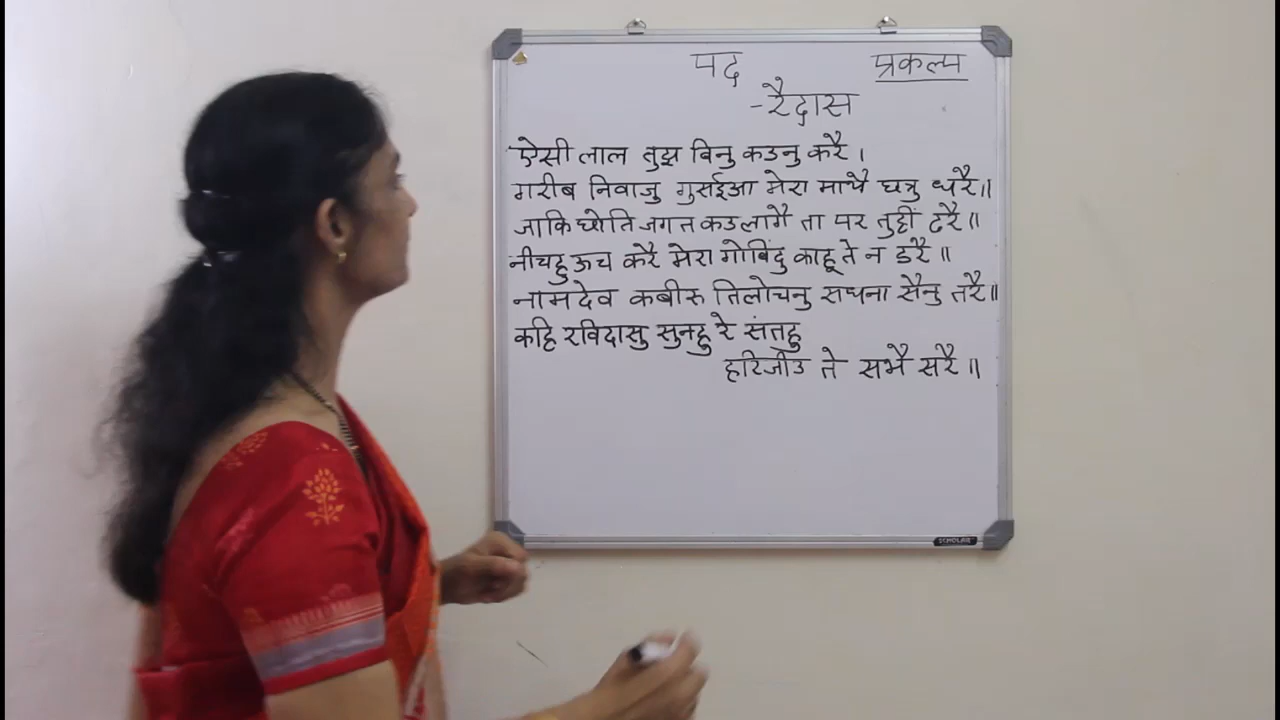 पद
प्रकल्प
-रैदास
ऐसी लाल तुझ बिनु कउनु करै ।
गरीब निवाजु गुसईआ मेरा माथै छत्रु धरै॥
जाकि छोति जगत कउ लागै ता पर तुहीं ढरै॥
नीचहु ऊच करै मेरा गोबिंदु काहू ते न डरै॥
नामदेव कबीरु तिलोचनु सधना सैनु तरै॥
कहि रविदासु सुनहु रे संतहु
हरिजीउ ते सभै सरै॥
SCHOLAR